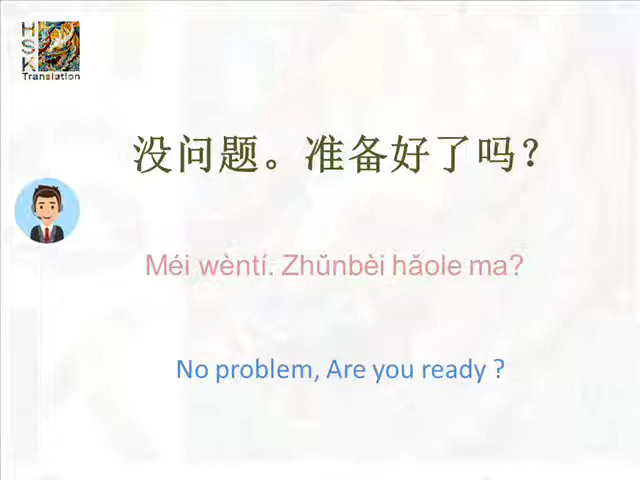 HSK
Translation
没问题。准备好了吗？
Méi wèntí. Zhǔnbèi hǎole ma?
No problem, Are you ready ?